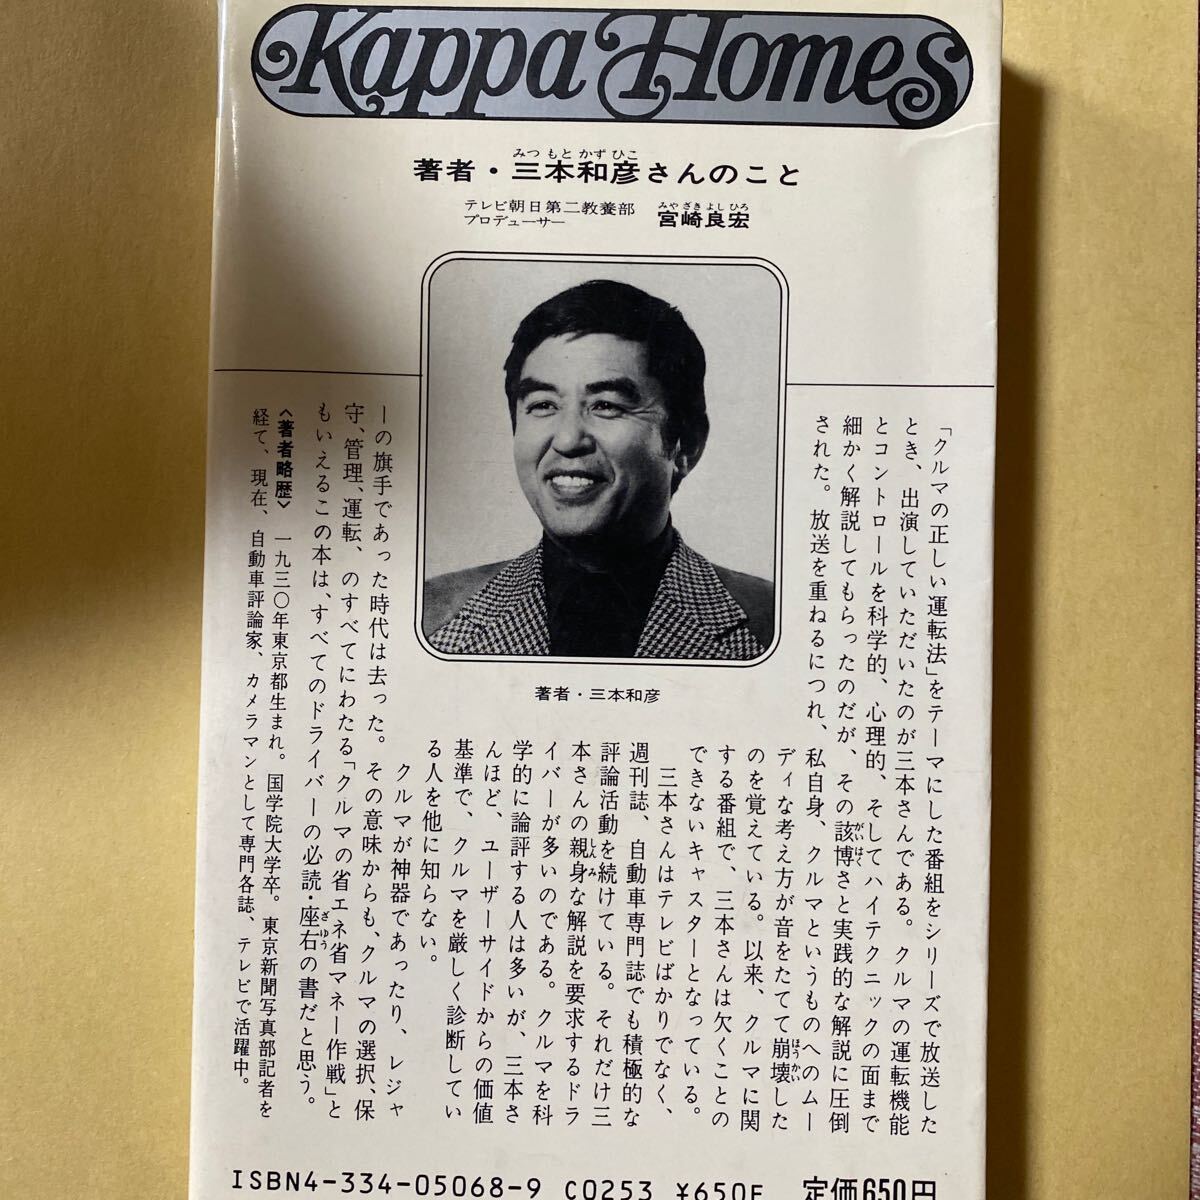 Kappa Homes
みつもとかずひこ
著者・三本和彦さんのこと
テレビ朝日第二教養部
プロデューサー
みやざきよしひろ
宮崎良宏
著者・三本和彦
「クルマの正しい運転法」をテーマにした番組をシリーズで放送した
とき、出演していただいたのが三本さんである。クルマの運転機能
とコントロールを科学的、心理的、そしてハイテクニックの面まで
細かく解説してもらったのだが、その該博さと実践的な解説に圧倒
がいはく
された。放送を重ねるにつれ、私自身、クルマというものへのムー
ディな考え方が音をたてて崩壊した
ほうかい
のを覚えている。以来、クルマに関
する番組で、三本さんは欠くことの
できないキャスターとなっている。
三本さんはテレビばかりでなく、
週刊誌、自動車専門誌でも積極的な
評論活動を続けている。それだけ三
本さんの親身な解説を要求するドラ
しんみ
イバーが多いのである。クルマを科
学的に論評する人は多いが、三本さ
んほど、ユーザーサイドからの価値
基準で、クルマを厳しく診断してい
る人を他に知らない。
クルマが神器であったり、レジャ
ーの旗手であった時代は去った。その意味からも、クルマの選択、保
守、管理、運転、のすべてにわたる「クルマの省エネ省マネー作戦」と
もいえるこの本は、すべてのドライバーの必読・座右の書だと思う。
ざゆう
〈著者略歴〉 一九三〇年東京都生まれ。国学院大学卒。東京新聞写真部記者を
経て、現在、自動車評論家、カメラマンとして専門各誌、テレビで活躍中。
ISBN4-334-05068-9 C0253 ¥650E 定価650円